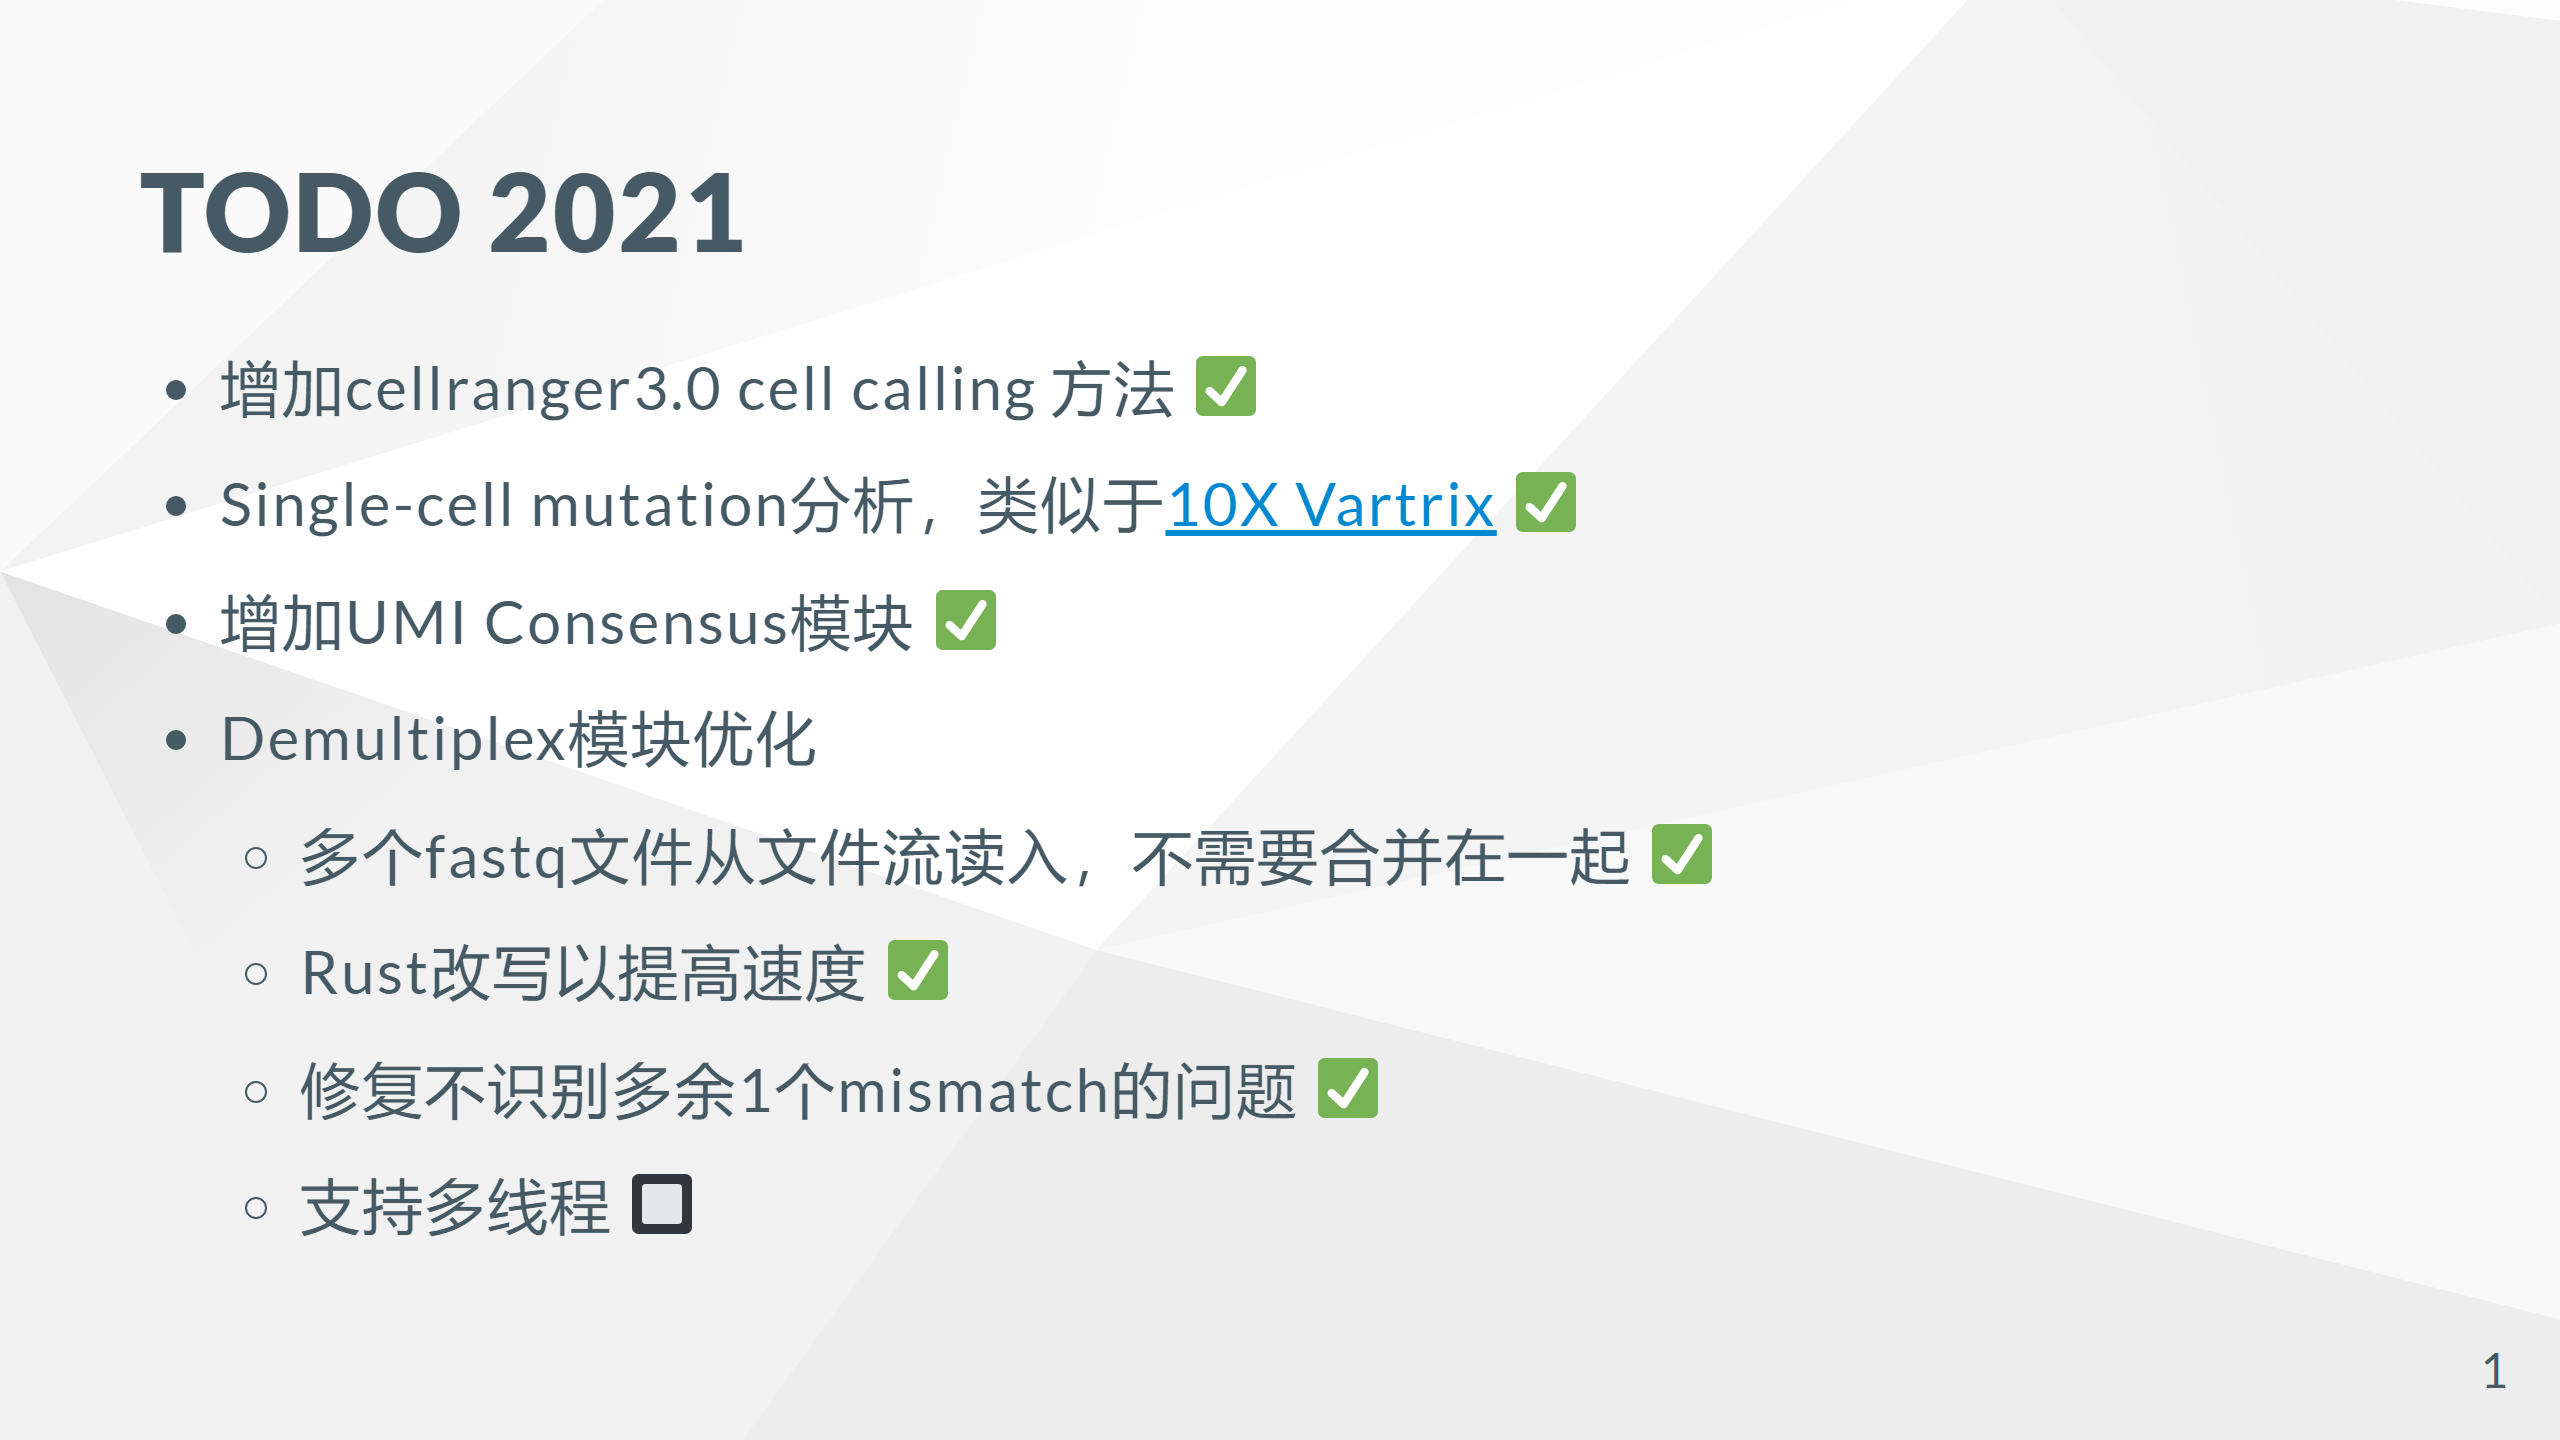 TODO 2021
• 增加cellranger3.0 cell calling 方法 ✅
• Single-cell mutation分析，类似于10X Vartrix ✅
• 增加UMI Consensus模块 ✅
• Demultiplex模块优化
○ 多个fastq文件从文件流读入，不需要合并在一起 ✅
○ Rust改写以提高速度 ✅
○ 修复不识别多余1个mismatch的问题 ✅
○ 支持多线程 🔲
1